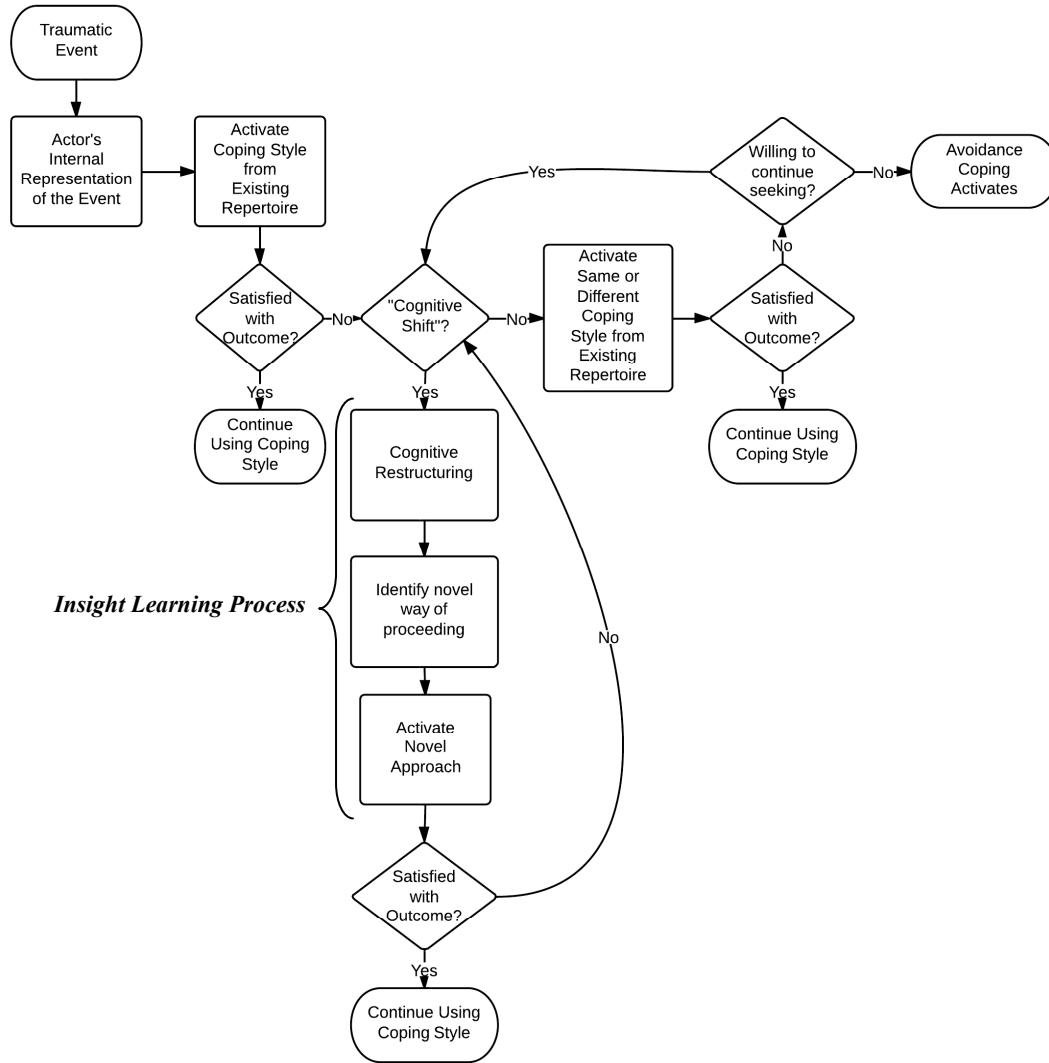 Traumatic
Event
Actor's
Internal
Representation
of the Event
Activate
Coping Style
from
Existing
Repertoire
Willing to
continue
seeking?
Avoidance
Coping
Activates
Yes
No
No
Satisfied
with
Outcome?
No
"Cognitive
Shift"?
No
Activate
Same or
Different
Coping
Style from
Existing
Repertoire
Satisfied
with
Outcome?
Yes
Yes
Yes
Continue
Using Coping
Style
Cognitive
Restructuring
Continue Using
Coping Style
Insight Learning Process
Identify novel
way of
proceeding
No
Activate
Novel
Approach
Satisfied
with
Outcome?
Yes
Continue Using
Coping Style